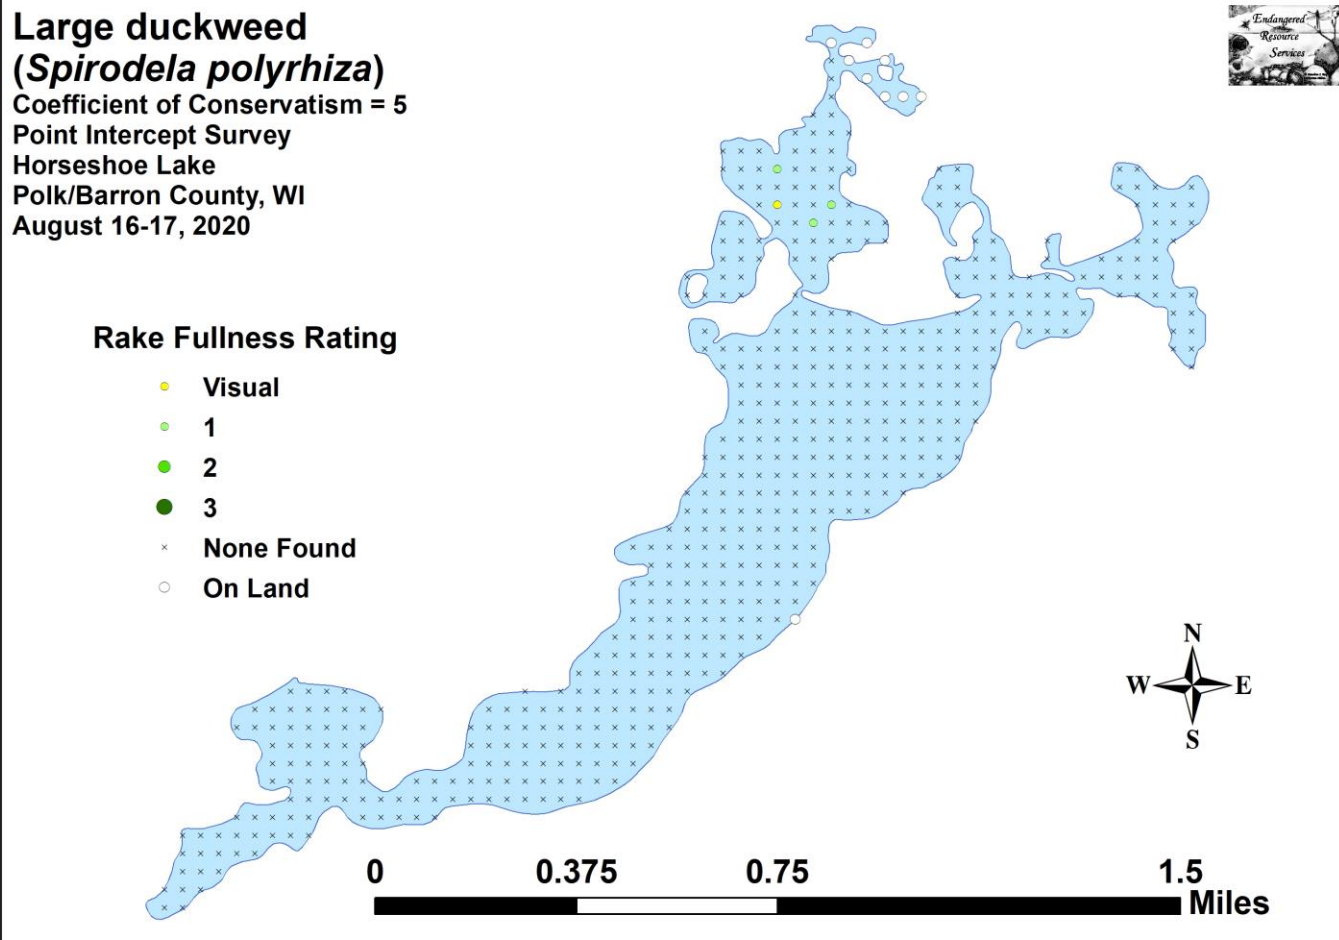 Large duckweed
(Spirodela polyrhiza)
Coefficient of Conservatism = 5
Point Intercept Survey
Horseshoe Lake
Polk/Barron County, WI
August 16-17, 2020
Endangered
Resource
Services
Rake Fullness Rating
Visual
1
2
3
None Found
On Land
N
W E
S
0 0.375 0.75 1.5
Miles